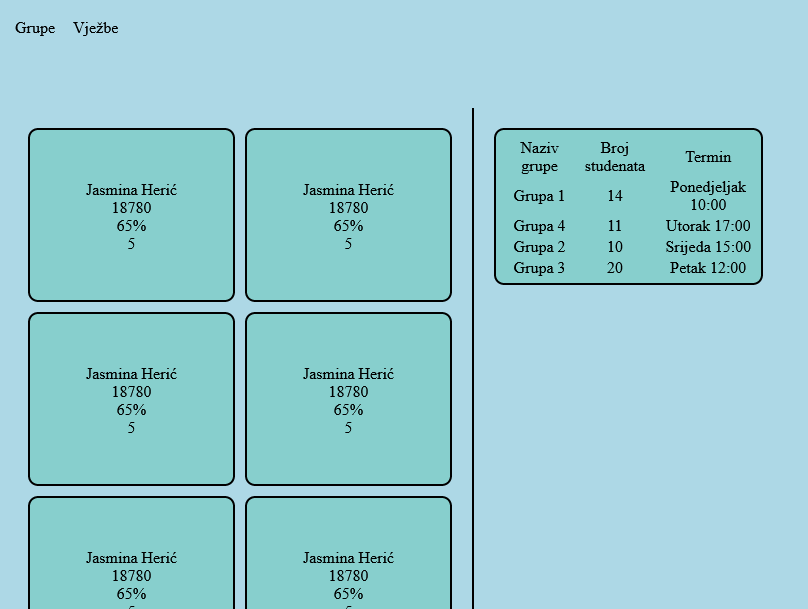 Grupe Vježbe
Jasmina Herić
18780
65%
5
Jasmina Herić
18780
65%
5
Jasmina Herić
18780
65%
5
Jasmina Herić
18780
65%
5
Jasmina Herić
18780
65%
Jasmina Herić
18780
65%
Naziv grupe Broj studenata Termin
Grupa 1 14 Ponedjeljak 10:00
Grupa 4 11 Utorak 17:00
Grupa 2 10 Srijeda 15:00
Grupa 3 20 Petak 12:00